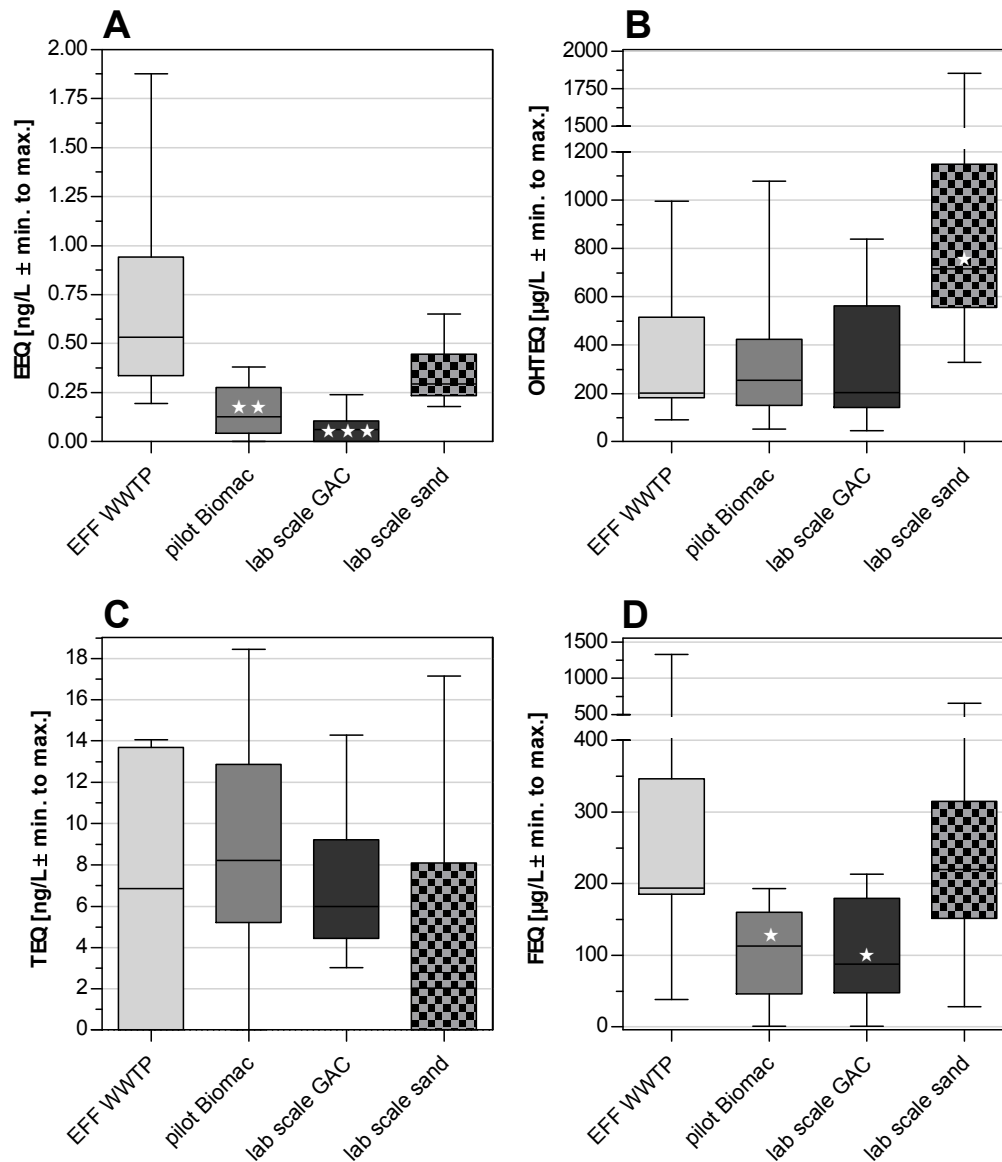 A
EEQ [ng/L ± min. to max.]
2.00
1.75
1.50
1.25
1.00
0.75
0.50
0.25
0.00
EFF WWTP
pilot Biomac
lab scale GAC
lab scale sand
B
OHTEQ [µg/L ± min. to max.]
2000
1750
1500
1200
1000
800
600
400
200
0
EFF WWTP
pilot Biomac
lab scale GAC
lab scale sand
C
TEQ [ng/L± min. to max.]
18
16
14
12
10
8
6
4
2
0
EFF WWTP
pilot Biomac
lab scale GAC
lab scale sand
D
FEQ [µg/L± min. to max.]
1500
1000
500
400
300
200
100
0
EFF WWTP
pilot Biomac
lab scale GAC
lab scale sand